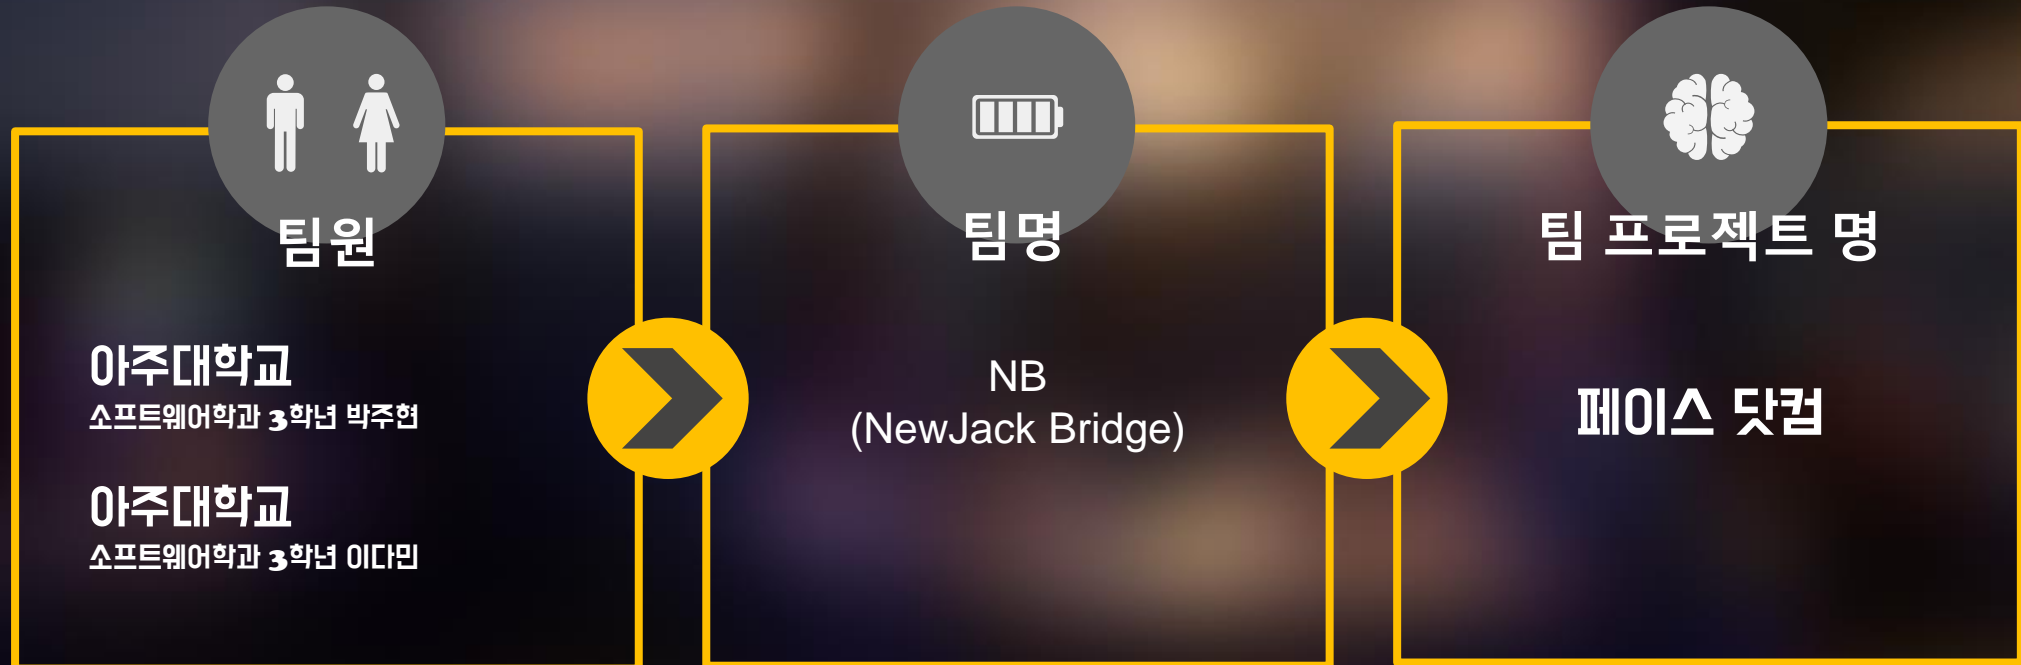 팀원
아주대학교
소프트웨어학과 3학년 박주현
아주대학교
소프트웨어학과 3학년 이다민
팀명
NB
(NewJack Bridge)
팀 프로젝트 명
페이스 닷컴